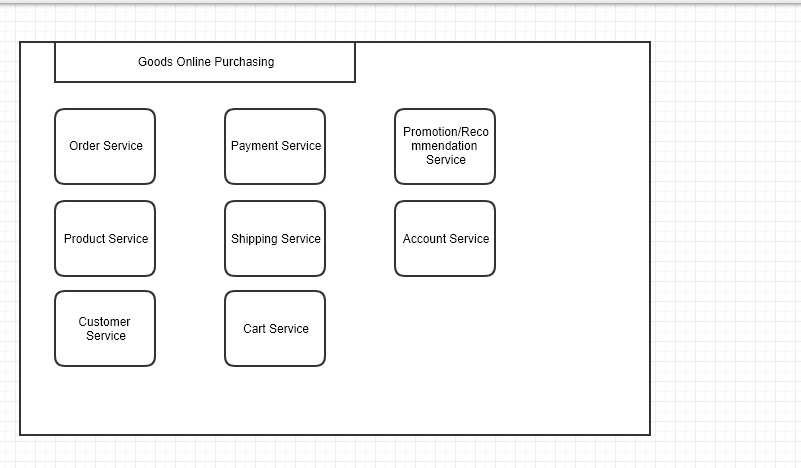 Goods Online Purchasing
Order Service
Payment Service
Promotion/Reco
mmendation
Service
Product Service
Shipping Service
Account Service
Customer
Service
Cart Service